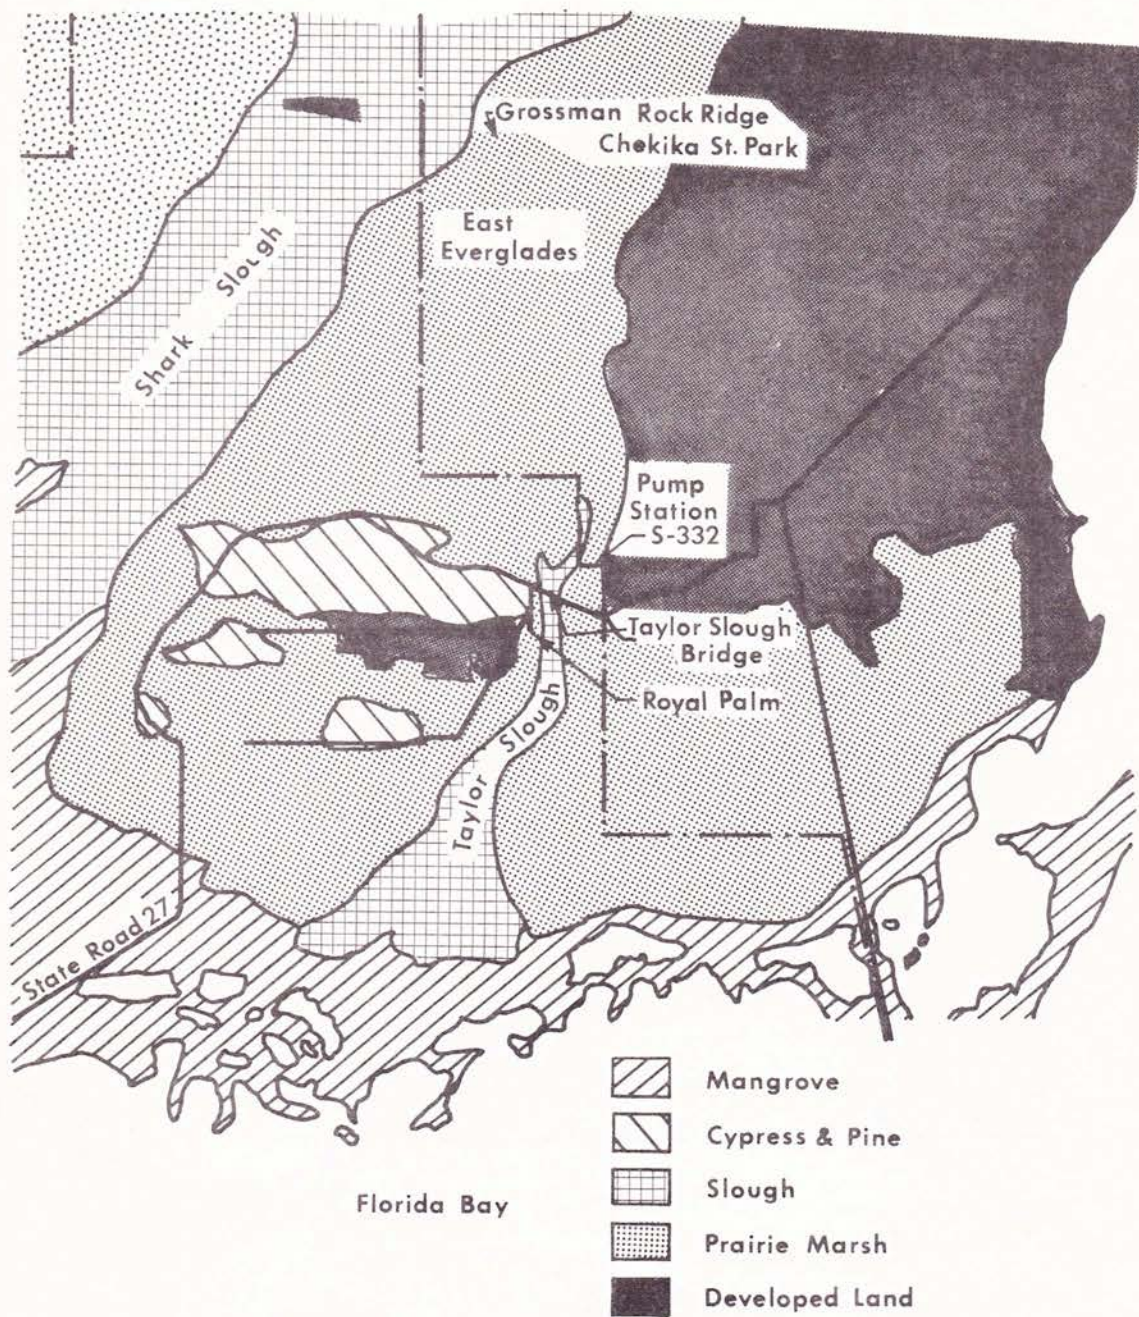 Grossman Rock Ridge
Chekika St. Park
East
Everglades
Shark Slough
Pump
Station
S-332
Taylor Slough
Bridge
Royal Palm
Taylor Slough
State Road 27
Florida Bay
Mangrove
Cypress & Pine
Slough
Prairie Marsh
Developed Land